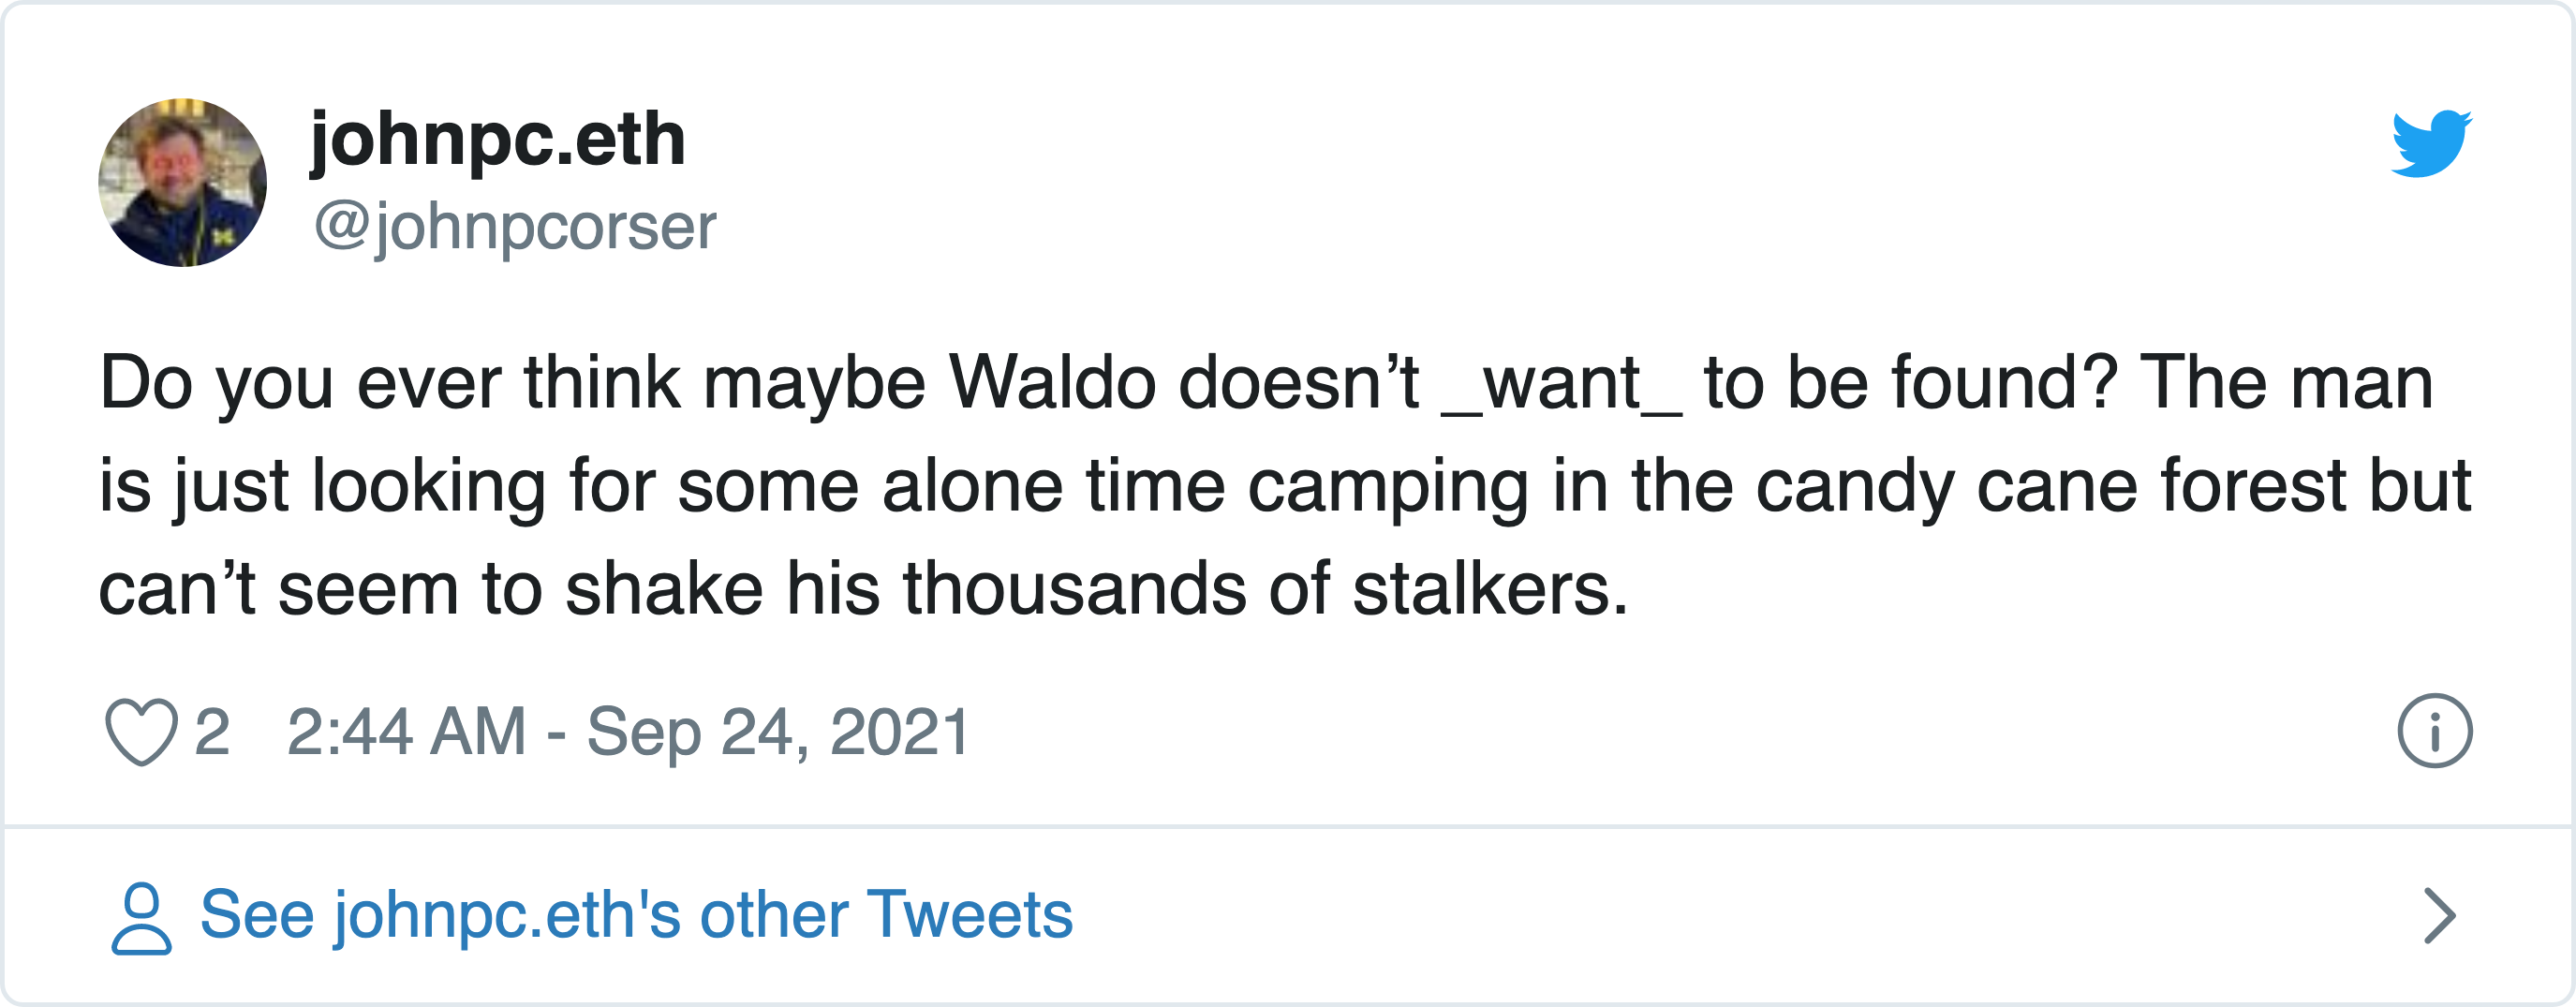 johnpc.eth
@johnpcorser
Do you ever think maybe Waldo doesn’t _want_ to be found? The man
is just looking for some alone time camping in the candy cane forest but
can’t seem to shake his thousands of stalkers.
2 2:44 AM - Sep 24, 2021
See johnpc.eth's other Tweets